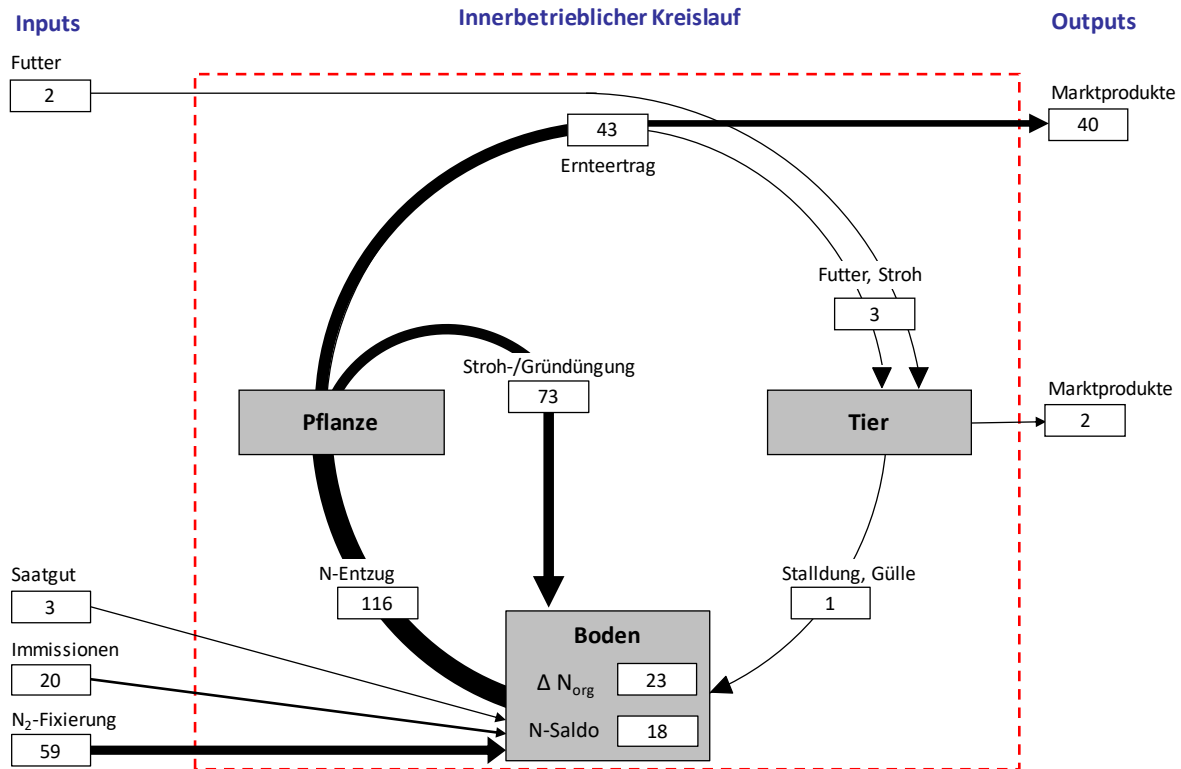 Inputs
Innerbetrieblicher Kreislauf
Outputs
Futter
2
Marktprodukte
40
43
Ernteertrag
Futter, Stroh
3
Stroh-/Gründüngung
73
Pflanze
Tier
Marktprodukte
2
N-Entzug
116
Stalldung, Gülle
1
Saatgut
3
Immissionen
20
N₂-Fixierung
59
Boden
Δ N_org 23
N-Saldo 18